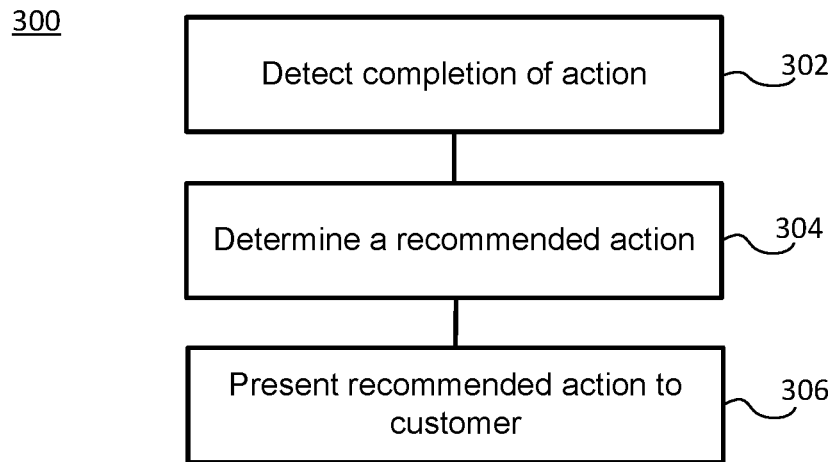 300
Detect completion of action
302
Determine a recommended action
304
Present recommended action to
customer
306